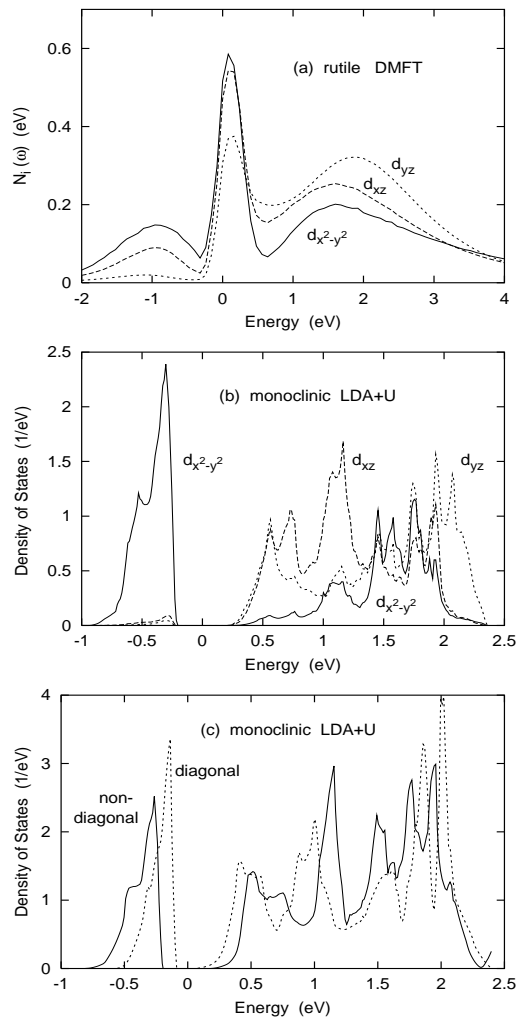 (a) rutile DMFT
N_i (ω) (eV)
0.6
0.4
0.2
0
d_yz
d_xz
d_x²-y²
-2 -1 0 1 2 3 4
Energy (eV)
(b) monoclinic LDA+U
Density of States (1/eV)
2.5
2
1.5
1
0.5
0
d_x²-y²
d_xz
d_yz
d_x²-y²
-1 -0.5 0 0.5 1 1.5 2 2.5
Energy (eV)
(c) monoclinic LDA+U
Density of States (1/eV)
4
3
2
1
0
non-
diagonal
diagonal
-1 -0.5 0 0.5 1 1.5 2 2.5
Energy (eV)